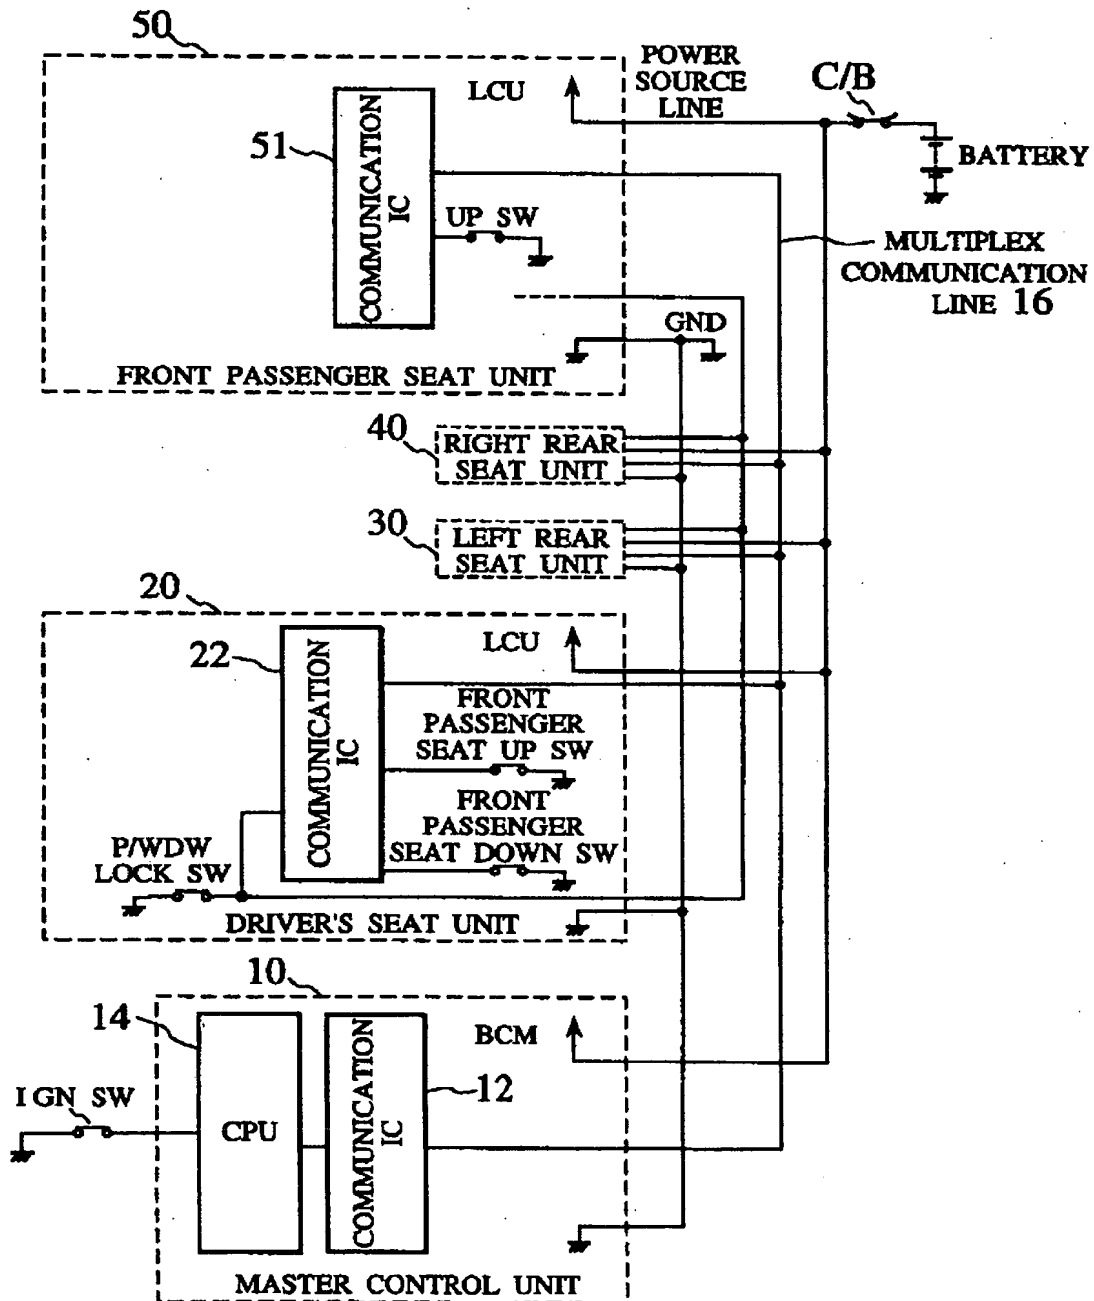 50
LCU
POWER
SOURCE
LINE
C/B
BATTERY
51
COMMUNICATION
IC
UP SW
MULTIPLEX
COMMUNICATION
LINE 16
GND
FRONT PASSENGER SEAT UNIT
40
RIGHT REAR
SEAT UNIT
30
LEFT REAR
SEAT UNIT
20
22
COMMUNICATION
IC
LCU
FRONT
PASSENGER
SEAT UP SW
FRONT
PASSENGER
SEAT DOWN SW
P/WDW
LOCK SW
DRIVER'S SEAT UNIT
10
14
CPU
COMMUNICATION
IC
BCM
12
IGN SW
MASTER CONTROL UNIT